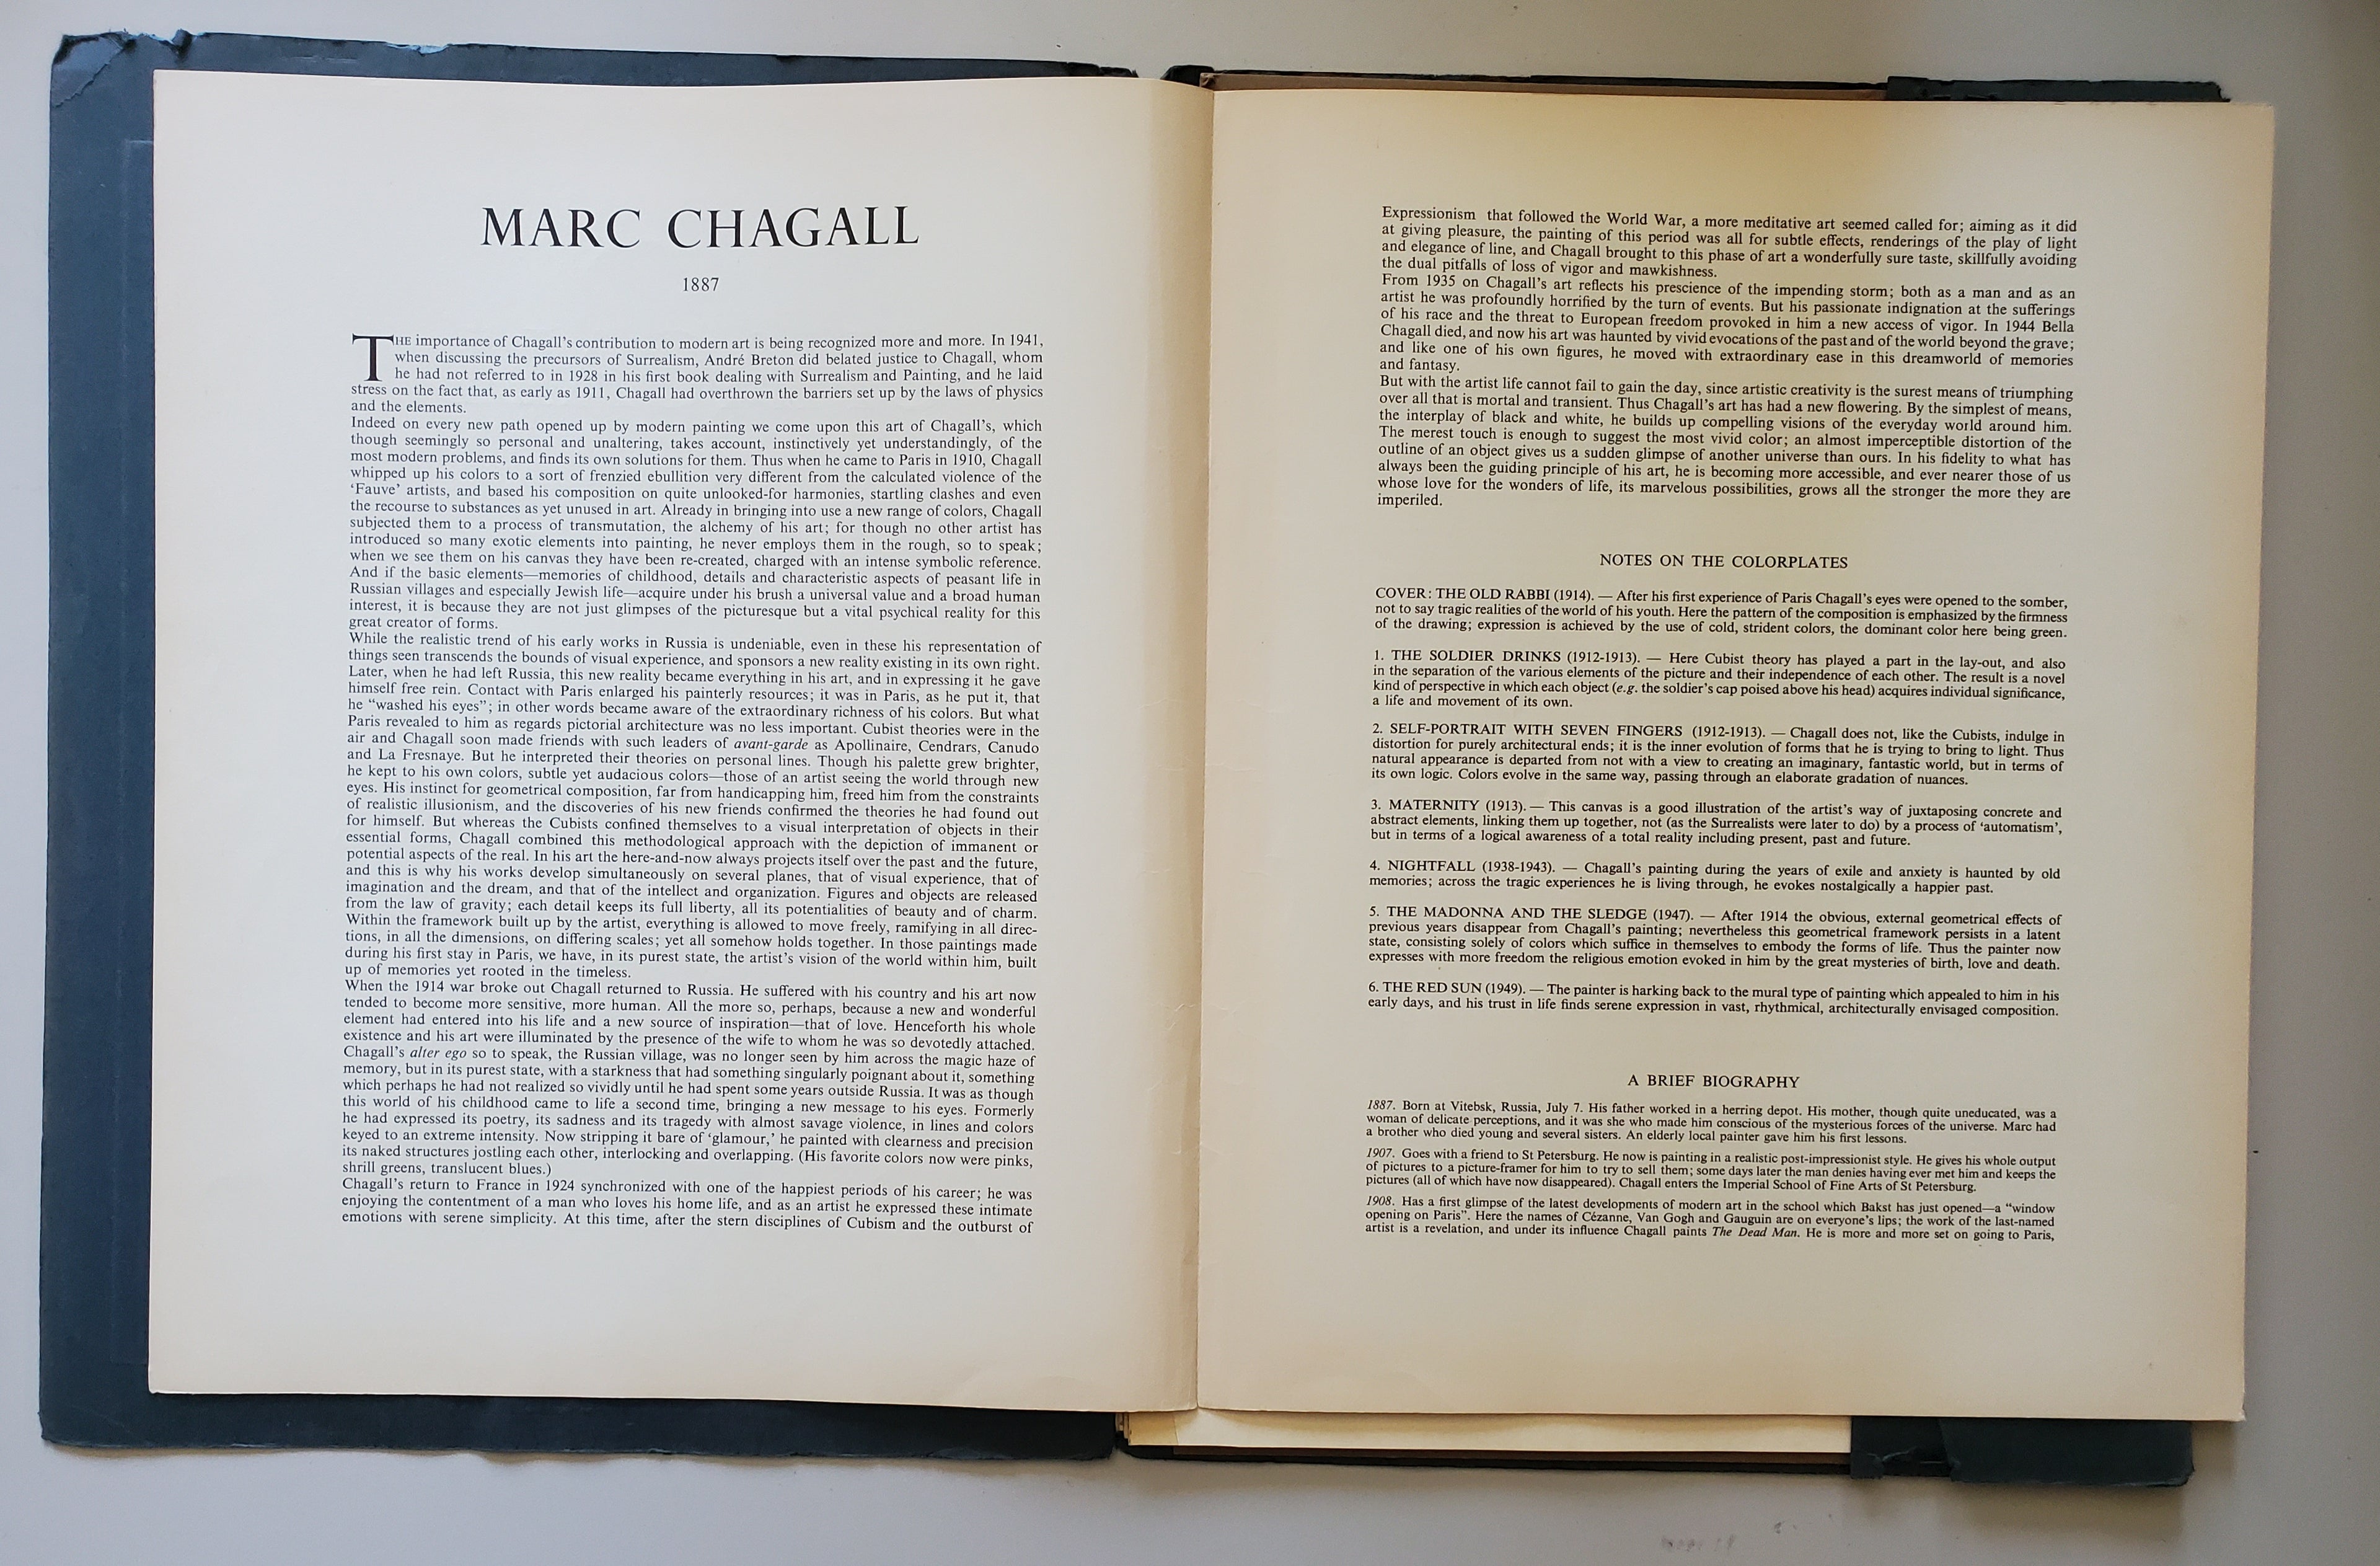 MARC CHAGALL
1887
THE importance of Chagall's contribution to modern art is being recognized more and more. In 1941,
when discussing the precursors of Surrealism, André Breton did belated justice to Chagall, whom
he had not referred to in 1928 in his first book dealing with Surrealism and Painting, and he laid
stress on the fact that, as early as 1911, Chagall had overthrown the barriers set up by the laws of physics
and the elements.
Indeed on every new path opened up by modern painting we come upon this art of Chagall's, which
though seemingly so personal and unaltering, takes account, instinctively yet understandingly, of the
most modern problems, and finds its own solutions for them. Thus when he came to Paris in 1910, Chagall
whipped up his colors to a sort of frenzied ebullition very different from the calculated violence of the
‘Fauve’ artists, and based his composition on quite unlooked-for harmonies, startling clashes and even
the recourse to substances as yet unused in art. Already in bringing into use a new range of colors, Chagall
subjected them to a process of transmutation, the alchemy of his art; for though no other artist has
introduced so many exotic elements into painting, he never employs them in the rough, so to speak;
when we see them on his canvas they have been re-created, charged with an intense symbolic reference.
And if the basic elements—memories of childhood, details and characteristic aspects of peasant life in
Russian villages and especially Jewish life—acquire under his brush a universal value and a broad human
interest, it is because they are not just glimpses of the picturesque but a vital psychical reality for this
great creator of forms.
While the realistic trend of his early works in Russia is undeniable, even in these his representation of
things seen transcends the bounds of visual experience, and sponsors a new reality existing in its own right.
Later, when he had left Russia, this new reality became everything in his art, and in expressing it he gave
himself free rein. Contact with Paris enlarged his painterly resources; it was in Paris, as he put it, that
he “washed his eyes”; in other words became aware of the extraordinary richness of his colors. But what
Paris revealed to him as regards pictorial architecture was no less important. Cubist theories were in the
air and Chagall soon made friends with such leaders of avant-garde as Apollinaire, Cendrars, Canudo
and La Fresnaye. But he interpreted their theories on personal lines. Though his palette grew brighter,
he kept to his own colors, subtle yet audacious colors—those of an artist seeing the world through new
eyes. His instinct for geometrical composition, far from handicapping him, freed him from the constraints
of realistic illusionism, and the discoveries of his new friends confirmed the theories he had found out
for himself. But whereas the Cubists confined themselves to a visual interpretation of objects in their
essential forms, Chagall combined this methodological approach with the depiction of immanent or
potential aspects of the real. In his art the here-and-now always projects itself over the past and the future,
and this is why his works develop simultaneously on several planes, that of visual experience, that of
imagination and the dream, and that of the intellect and organization. Figures and objects are released
from the law of gravity; each detail keeps its full liberty, all its potentialities of beauty and of charm.
Within the framework built up by the artist, everything is allowed to move freely, ramifying in all direc-
tions, in all the dimensions, on differing scales; yet all somehow holds together. In those paintings made
during his first stay in Paris, we have, in its purest state, the artist's vision of the world within him, built
up of memories yet rooted in the timeless.
When the 1914 war broke out Chagall returned to Russia. He suffered with his country and his art now
tended to become more sensitive, more human. All the more so, perhaps, because a new and wonderful
element had entered into his life and a new source of inspiration—that of love. Henceforth his whole
existence and his art were illuminated by the presence of the wife to whom he was so devotedly attached.
Chagall's alter ego so to speak, the Russian village, was no longer seen by him across the magic haze of
memory, but in its purest state, with a starkness that had something singularly poignant about it, something
which perhaps he had not realized so vividly until he had spent some years outside Russia. It was as though
this world of his childhood came to life a second time, bringing a new message to his eyes. Formerly
he had expressed its poetry, its sadness and its tragedy with almost savage violence, in lines and colors
keyed to an extreme intensity. Now stripping it bare of ‘glamour,’ he painted with clearness and precision
its naked structures jostling each other, interlocking and overlapping. (His favorite colors now were pinks,
shrill greens, translucent blues.)
Chagall's return to France in 1924 synchronized with one of the happiest periods of his career; he was
enjoying the contentment of a man who loves his home life, and as an artist he expressed these intimate
emotions with serene simplicity. At this time, after the stern disciplines of Cubism and the outburst of
Expressionism that followed the World War, a more meditative art seemed called for; aiming as it did
at giving pleasure, the painting of this period was all for subtle effects, renderings of the play of light
and elegance of line, and Chagall brought to this phase of art a wonderfully sure taste, skillfully avoiding
the dual pitfalls of loss of vigor and mawkishness.
From 1935 on Chagall's art reflects his prescience of the impending storm; both as a man and as an
artist he was profoundly horrified by the turn of events. But his passionate indignation at the sufferings
of his race and the threat to European freedom provoked in him a new access of vigor. In 1944 Bella
Chagall died, and now his art was haunted by vivid evocations of the past and of the world beyond the grave;
and like one of his own figures, he moved with extraordinary ease in this dreamworld of memories
and fantasy.
But with the artist life cannot fail to gain the day, since artistic creativity is the surest means of triumphing
over all that is mortal and transient. Thus Chagall's art has had a new flowering. By the simplest of means,
the interplay of black and white, he builds up compelling visions of the everyday world around him.
The merest touch is enough to suggest the most vivid color; an almost imperceptible distortion of the
outline of an object gives us a sudden glimpse of another universe than ours. In his fidelity to what has
always been the guiding principle of his art, he is becoming more accessible, and ever nearer those of us
whose love for the wonders of life, its marvelous possibilities, grows all the stronger the more they are
imperiled.
NOTES ON THE COLORPLATES
COVER: THE OLD RABBI (1914). — After his first experience of Paris Chagall's eyes were opened to the somber,
not to say tragic realities of the world of his youth. Here the pattern of the composition is emphasized by the firmness
of the drawing; expression is achieved by the use of cold, strident colors, the dominant color here being green.
1. THE SOLDIER DRINKS (1912-1913). — Here Cubist theory has played a part in the lay-out, and also
in the separation of the various elements of the picture and their independence of each other. The result is a novel
kind of perspective in which each object (e.g. the soldier's cap poised above his head) acquires individual significance,
a life and movement of its own.
2. SELF-PORTRAIT WITH SEVEN FINGERS (1912-1913). — Chagall does not, like the Cubists, indulge in
distortion for purely architectural ends; it is the inner evolution of forms that he is trying to bring to light. Thus
natural appearance is departed from not with a view to creating an imaginary, fantastic world, but in terms of
its own logic. Colors evolve in the same way, passing through an elaborate gradation of nuances.
3. MATERNITY (1913). — This canvas is a good illustration of the artist's way of juxtaposing concrete and
abstract elements, linking them up together, not (as the Surrealists were later to do) by a process of ‘automatism’,
but in terms of a logical awareness of a total reality including present, past and future.
4. NIGHTFALL (1938-1943). — Chagall's painting during the years of exile and anxiety is haunted by old
memories; across the tragic experiences he is living through, he evokes nostalgically a happier past.
5. THE MADONNA AND THE SLEDGE (1947). — After 1914 the obvious, external geometrical effects of
previous years disappear from Chagall's painting; nevertheless this geometrical framework persists in a latent
state, consisting solely of colors which suffice in themselves to embody the forms of life. Thus the painter now
expresses with more freedom the religious emotion evoked in him by the great mysteries of birth, love and death.
6. THE RED SUN (1949). — The painter is harking back to the mural type of painting which appealed to him in his
early days, and his trust in life finds serene expression in vast, rhythmical, architecturally envisaged composition.
A BRIEF BIOGRAPHY
1887. Born at Vitebsk, Russia, July 7. His father worked in a herring depot. His mother, though quite uneducated, was a
woman of delicate perceptions, and it was she who made him conscious of the mysterious forces of the universe. Marc had
a brother who died young and several sisters. An elderly local painter gave him his first lessons.
1907. Goes with a friend to St Petersburg. He now is painting in a realistic post-impressionist style. He gives his whole output
of pictures to a picture-framer for him to try to sell them; some days later the man denies having ever met him and keeps the
pictures (all of which have now disappeared). Chagall enters the Imperial School of Fine Arts of St Petersburg.
1908. Has a first glimpse of the latest developments of modern art in the school which Bakst has just opened—a “window
opening on Paris”. Here the names of Cézanne, Van Gogh and Gauguin are on everyone's lips; the work of the last-named
artist is a revelation, and under its influence Chagall paints The Dead Man. He is more and more set on going to Paris,